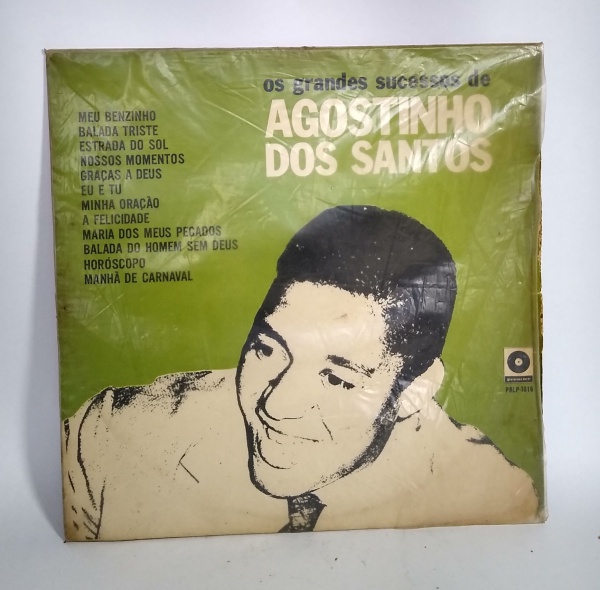 os grandes sucessos de
AGOSTINHO
DOS SANTOS
MEU BENZINHO
BALADA TRISTE
ESTRADA DO SOL
NOSSOS MOMENTOS
GRAÇAS A DEUS
EU E TU
MINHA ORAÇÃO
A FELICIDADE
MARIA DOS MEUS PECADOS
BALADA DO HOMEM SEM DEUS
HORÓSCOPO
MANHÃ DE CARNAVAL